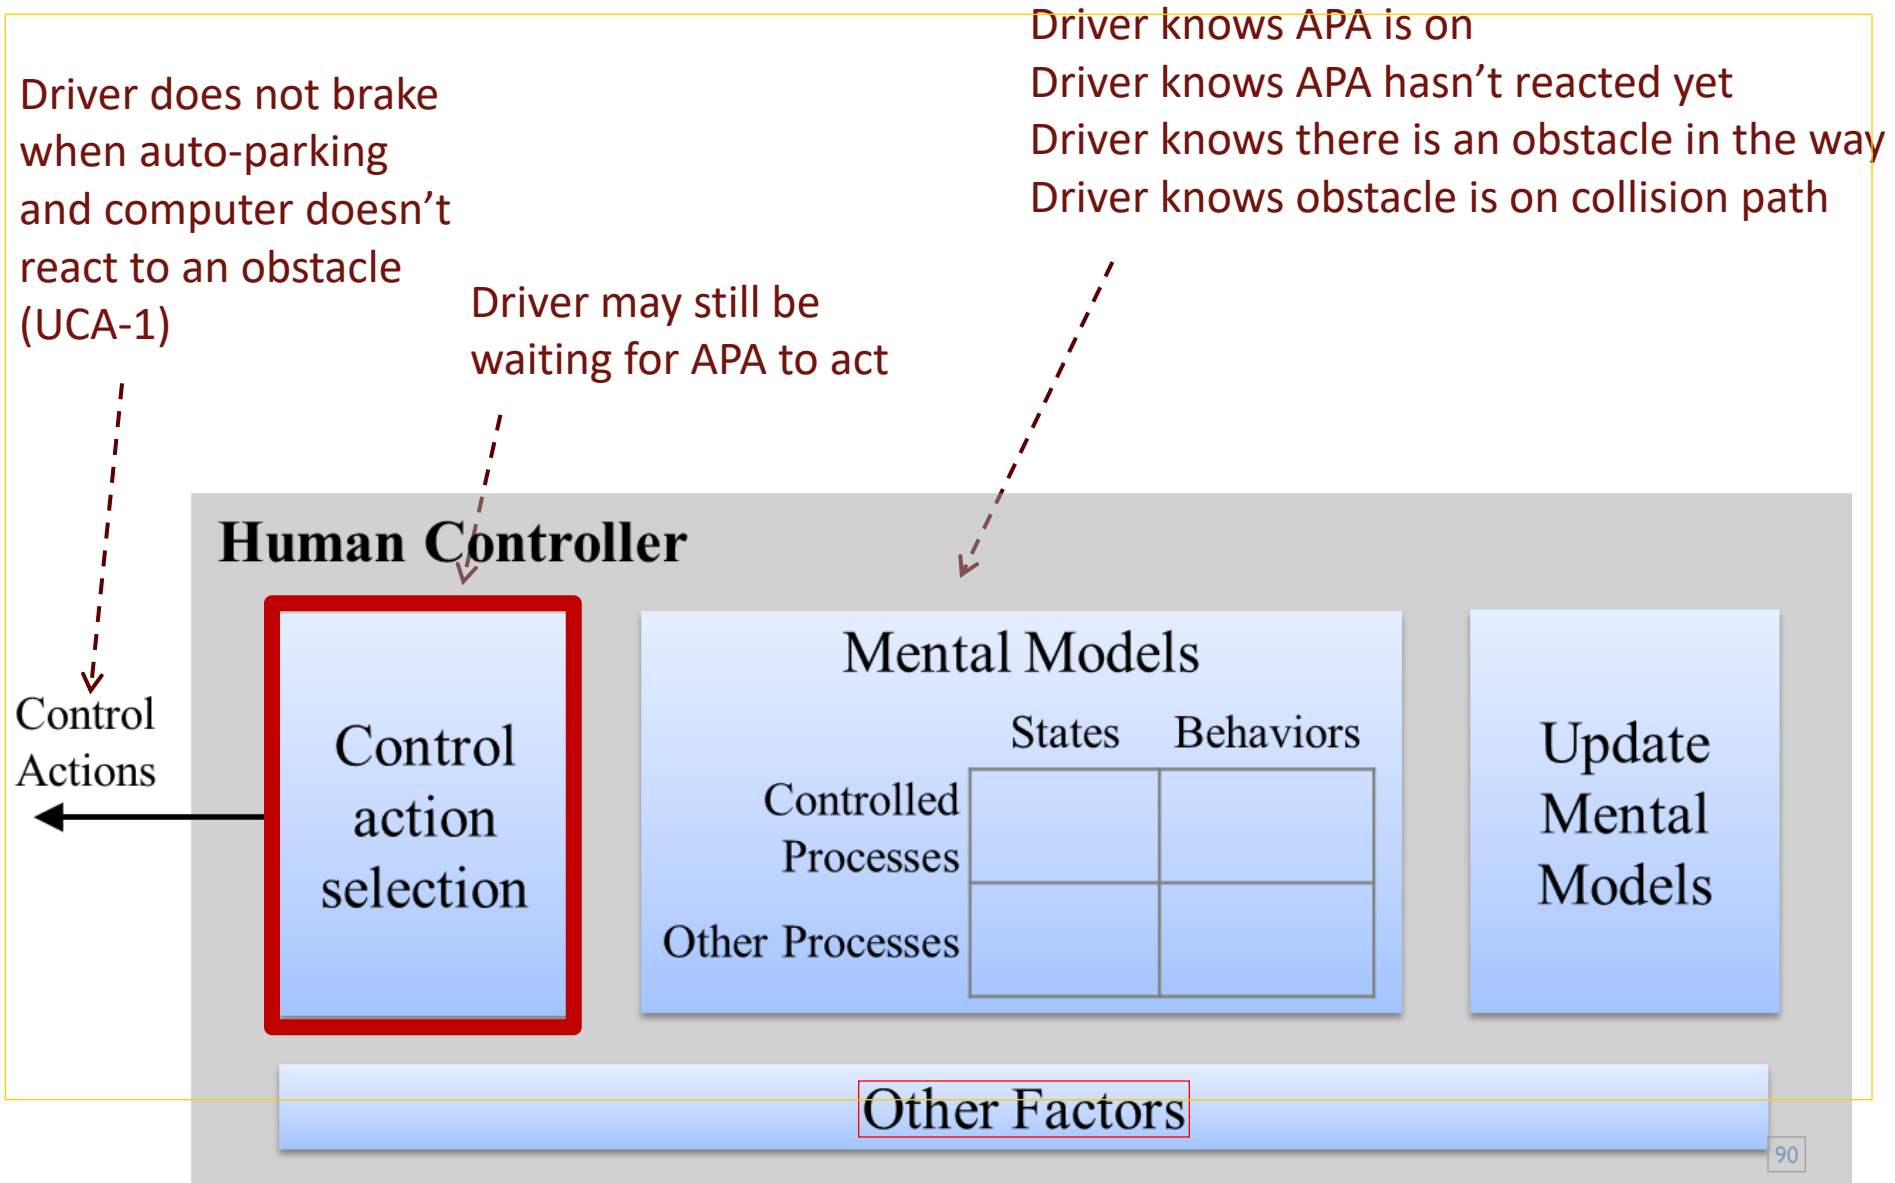 Driver knows APA is on
Driver knows APA hasn’t reacted yet
Driver knows there is an obstacle in the way
Driver knows obstacle is on collision path
Driver does not brake
when auto-parking
and computer doesn’t
react to an obstacle
(UCA-1)
Driver may still be
waiting for APA to act
Human Controller
Control
Actions
Control
action
selection
Mental Models
States Behaviors
Controlled
Processes
Other Processes
Update
Mental
Models
Other Factors
90